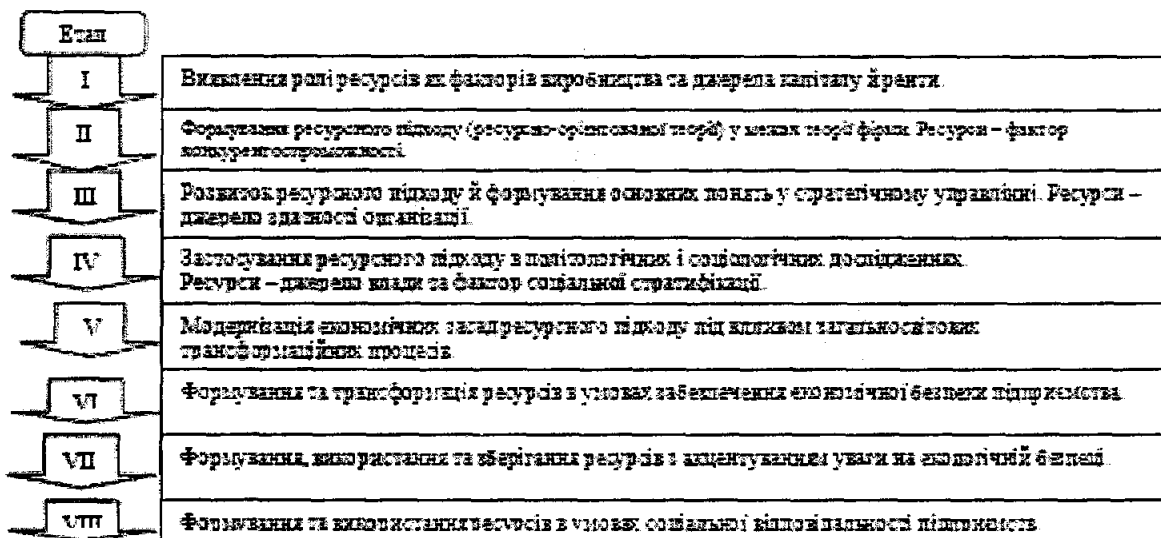 Етап
I
Виявлення ролі ресурсів як факторів виробництва та джерела капіталу й ренти.
II
Формування ресурсного підходу (ресурсно-орієнтованої теорії) у межах теорії фірми. Ресурси – фактор
конкурентоспроможності.
III
Розвиток ресурсного підходу й формування основних понять у стратегічному управлінні. Ресурси –
джерело здатності організації.
IV
Застосування ресурсного підходу в політологічних і соціологічних дослідженнях.
Ресурси – джерело влади та фактор соціальної стратифікації.
V
Модернізація економічних засад ресурсного підходу під впливом загальносвітових
трансформаційних процесів.
VI
Формування та трансформація ресурсів в умовах забезпечення економічної безпеки підприємства.
VII
Формування, використання та зберігання ресурсів з акцентуванням уваги на екологічній безпеці.
VIII
Формування та використання ресурсів в умовах соціальної відповідальності підприємств.